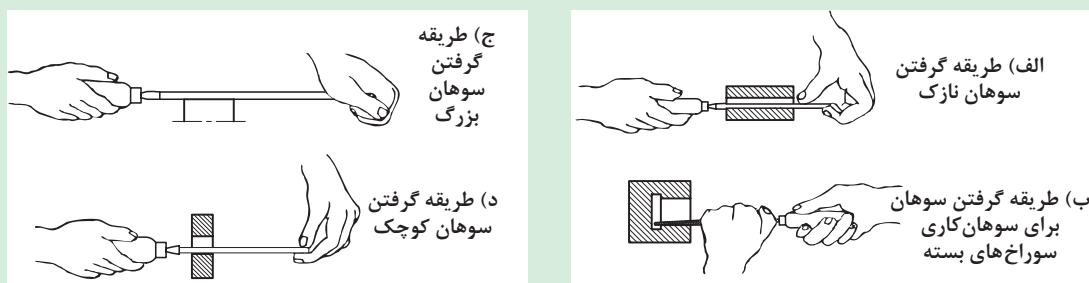 الف) طریقه گرفتن
سوهان نازک
ب) طریقه گرفتن سوهان
برای سوهان‌کاری
سوراخ‌های بسته
ج) طریقه
گرفتن
سوهان
بزرگ
د) طریقه گرفتن
سوهان کوچک